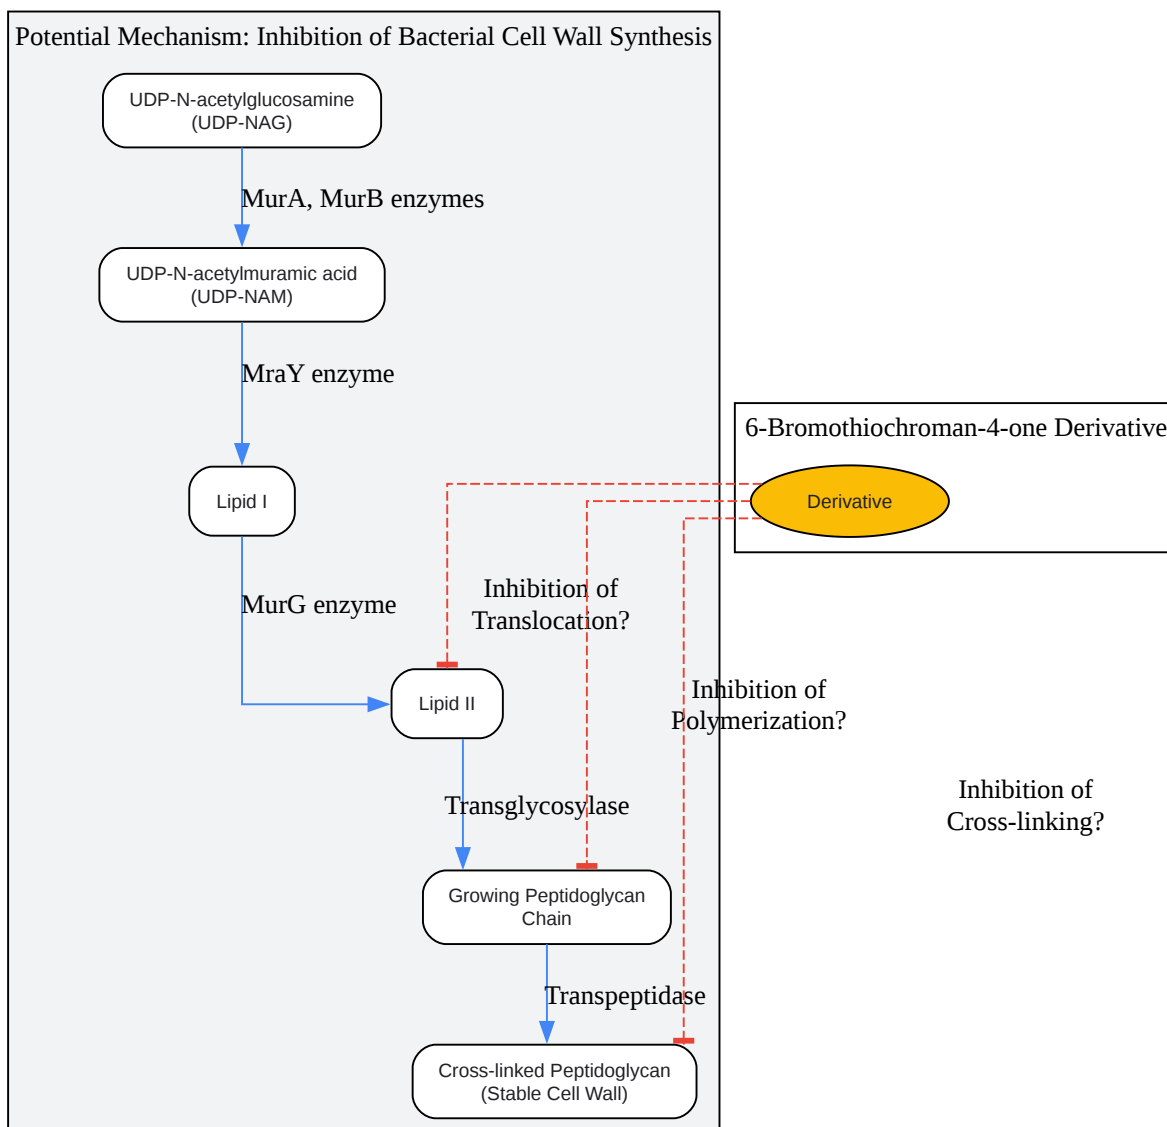 Potential Mechanism: Inhibition of Bacterial Cell Wall Synthesis
UDP-N-acetylglucosamine
(UDP-NAG)
MurA, MurB enzymes
UDP-N-acetylmuramic acid
(UDP-NAM)
MraY enzyme
6-Bromothiochroman-4-one Derivative
Lipid I
Derivative
MurG enzyme
Inhibition of
Translocation?
Lipid II
Inhibition of
Polymerization?
Transglycosylase
Inhibition of
Cross-linking?
Growing Peptidoglycan
Chain
Transpeptidase
Cross-linked Peptidoglycan
(Stable Cell Wall)